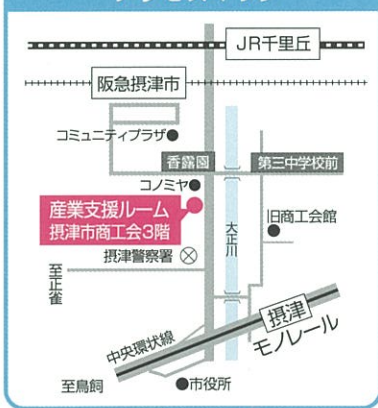 JR千里丘
阪急摂津市
コミュニティプラザ
香露園
第三中学校前
コノミヤ
産業支援ルーム
摂津市商工会3階
大正川
旧商工会館
摂津警察署
至正雀
摂津
モノレール
中央環状線
至鳥飼
市役所